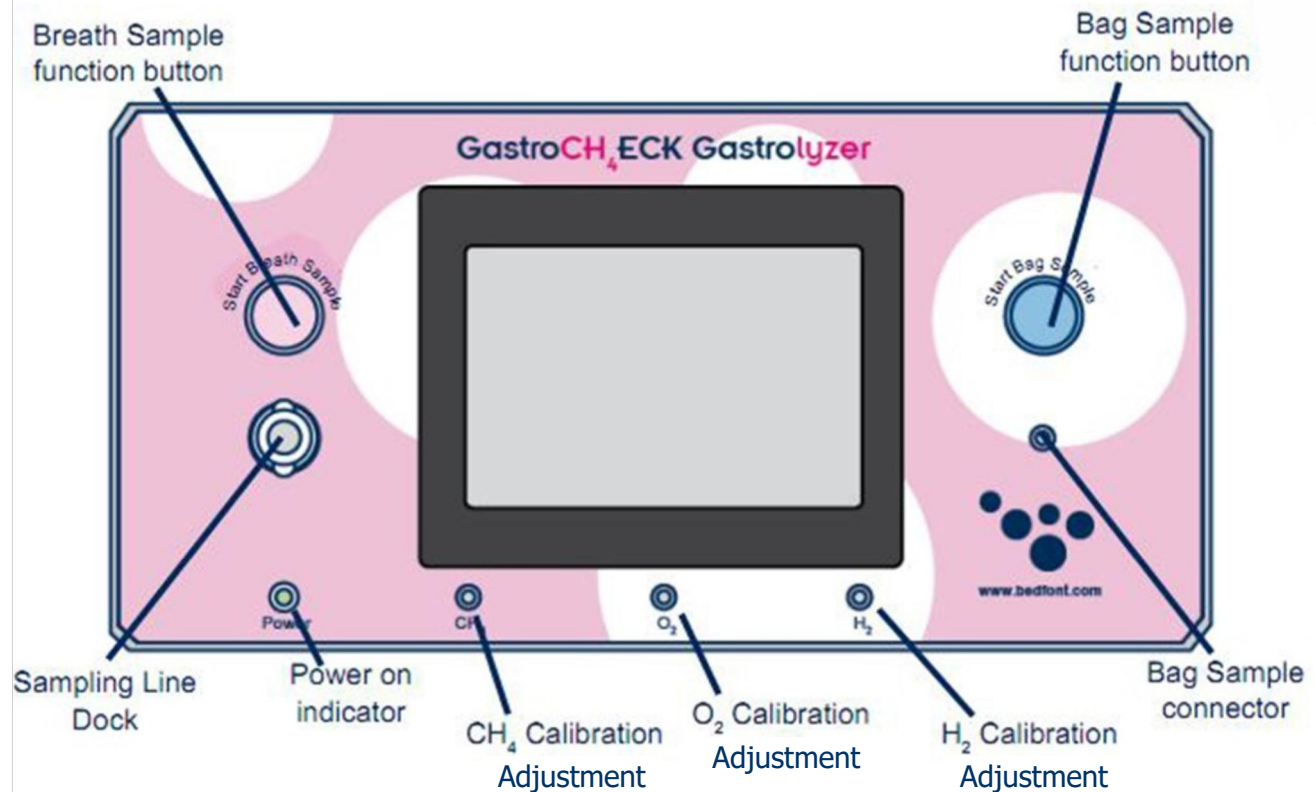 Breath Sample
function button
Bag Sample
function button
GastroCH₄ECK Gastrolyzer
Start Breath Sample
Start Bag Sample
www.bedfont.com
Power
CH₄
O₂
H₂
Sampling Line
Dock
Power on
indicator
CH₄ Calibration
Adjustment
O₂ Calibration
Adjustment
H₂ Calibration
Adjustment
Bag Sample
connector